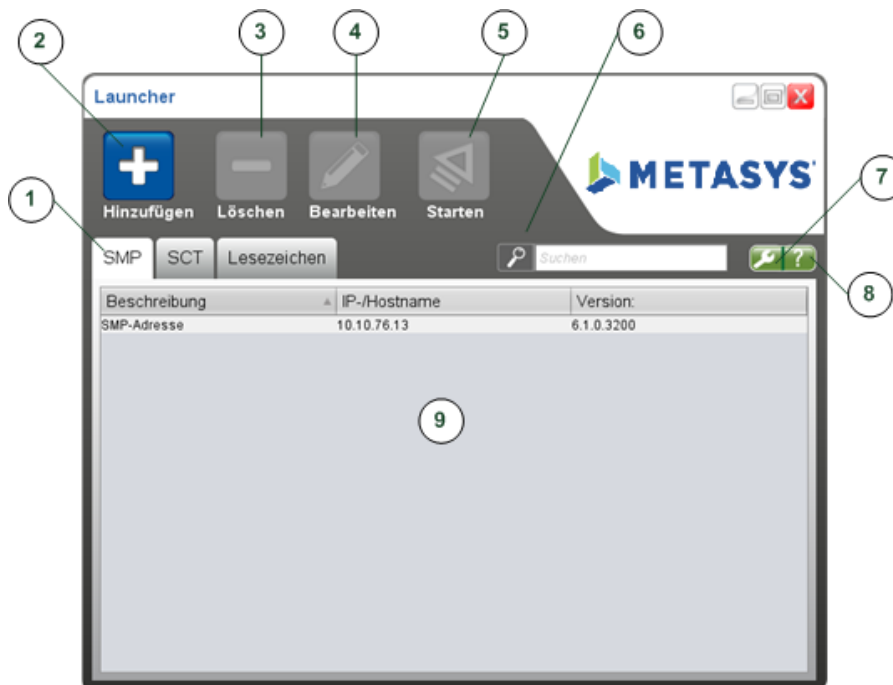 2
3
4
5
6
Launcher
METASYS
Hinzufügen Löschen Bearbeiten Starten
1
7
SMP SCT Lesezeichen Suchen ?
8
Beschreibung IP-/Hostname Version:
SMP-Adresse 10.10.76.13 6.1.0.3200
9